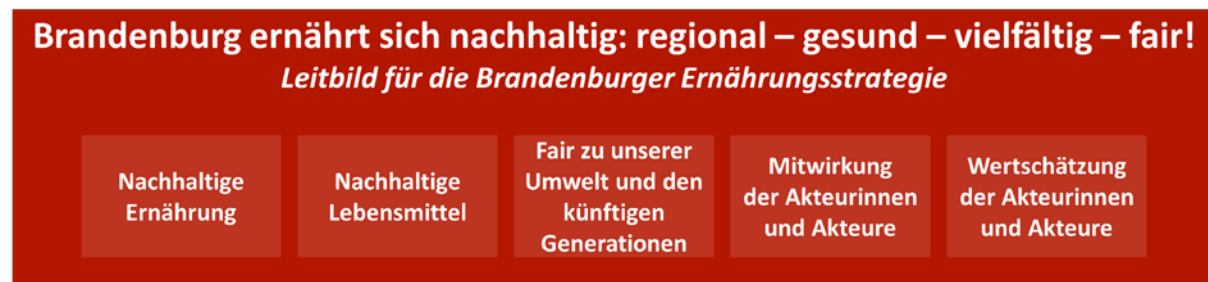 Brandenburg ernährt sich nachhaltig: regional – gesund – vielfältig – fair!
Leitbild für die Brandenburger Ernährungsstrategie
Nachhaltige
Ernährung
Nachhaltige
Lebensmittel
Fair zu unserer
Umwelt und den
künftigen
Generationen
Mitwirkung
der Akteurinnen
und Akteure
Wertschätzung
der Akteurinnen
und Akteure